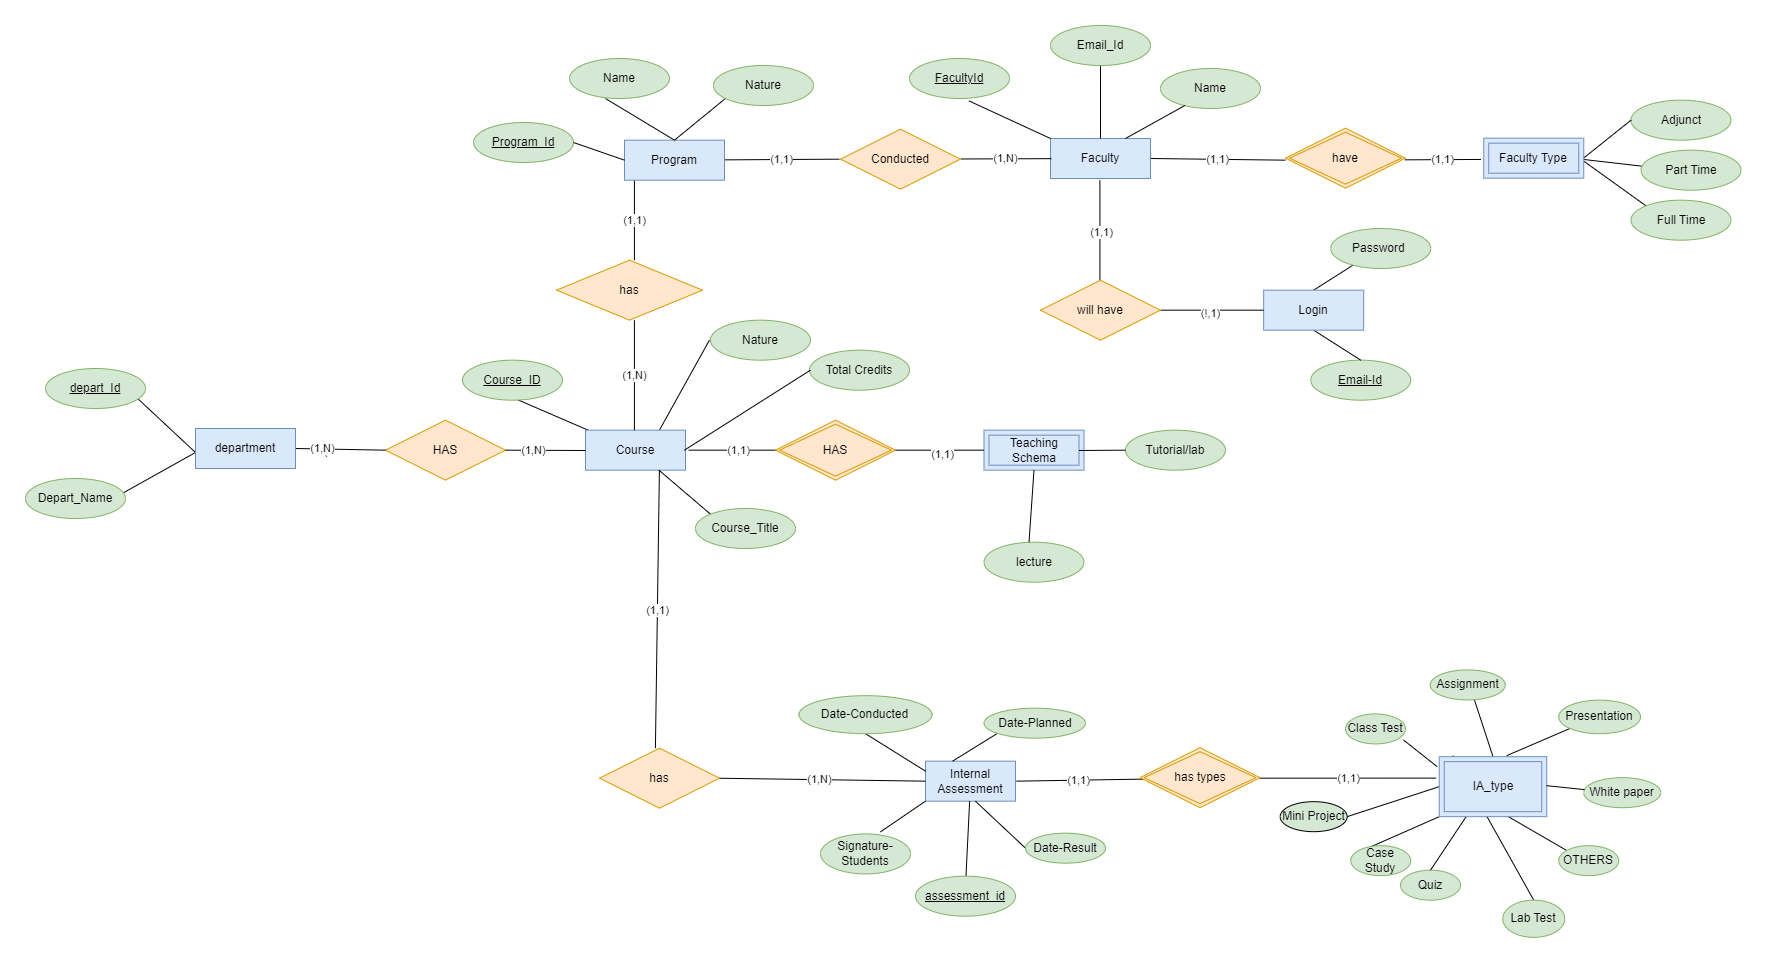 Email_Id
Name
Nature
FacultyId
Name
Adjunct
Program_Id
Program
(1,1)
Conducted
(1,N)
Faculty
(1,1)
have
(1,1)
Faculty Type
Part Time
Full Time
(1,1)
(1,1)
Password
has
will have
(!,1)
Login
Nature
Email-Id
(1,N)
Total Credits
Course_ID
depart_Id
department
(1,N)
HAS
(1,N)
Course
(1,1)
HAS
(1,1)
Teaching
Schema
Tutorial/lab
Depart_Name
Course_Title
lecture
(1,1)
Assignment
Date-Conducted
Date-Planned
Class Test
Presentation
has
(1,N)
Internal
Assessment
(1,1)
has types
(1,1)
IA_type
White paper
Mini Project
Signature-
Students
Date-Result
Case
Study
OTHERS
Quiz
assessment_id
Lab Test